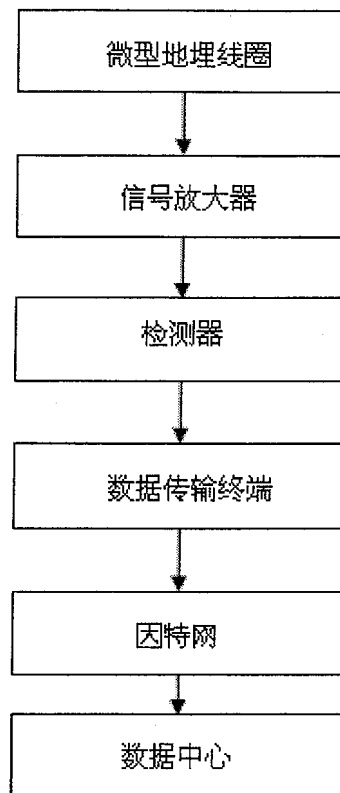 微型地埋线圈
信号放大器
检测器
数据传输终端
因特网
数据中心